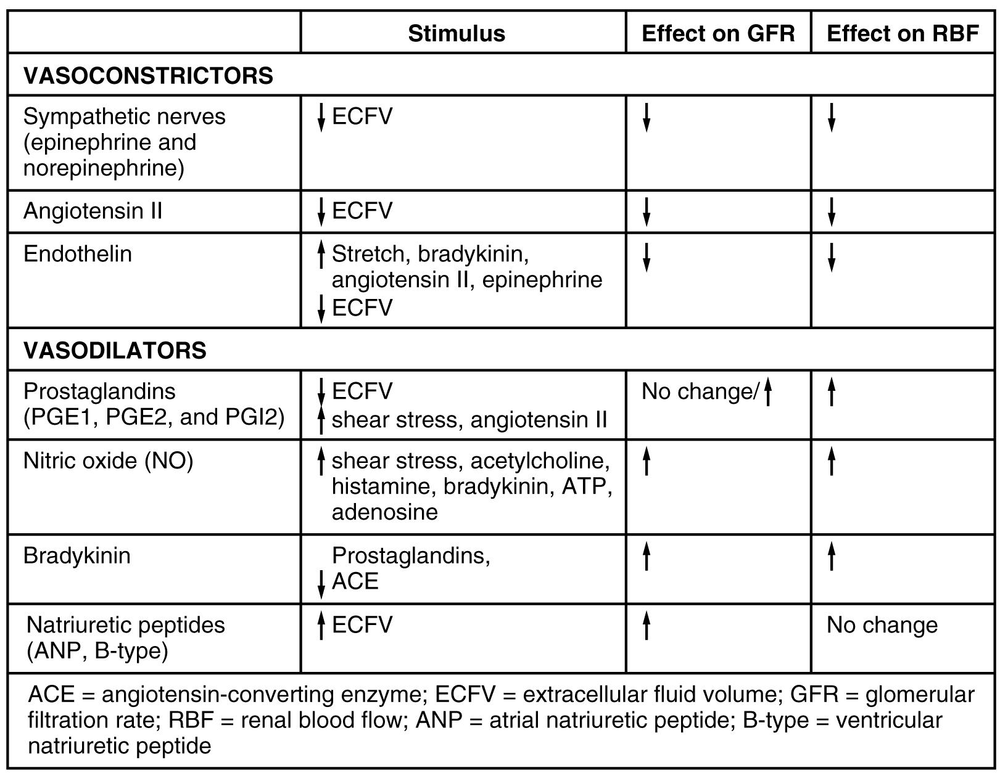 Stimulus Effect on GFR Effect on RBF
VASOCONSTRICTORS
Sympathetic nerves ↓ ECFV ↓ ↓
(epinephrine and
norepinephrine)
Angiotensin II ↓ ECFV ↓ ↓
Endothelin ↑ Stretch, bradykinin, ↓ ↓
angiotensin II, epinephrine
↓ ECFV
VASODILATORS
Prostaglandins ↓ ECFV No change/↑ ↑
(PGE1, PGE2, and PGI2) ↑ shear stress, angiotensin II
Nitric oxide (NO) ↑ shear stress, acetylcholine, ↑ ↑
histamine, bradykinin, ATP,
adenosine
Bradykinin Prostaglandins, ↑ ↑
↓ ACE
Natriuretic peptides ↑ ECFV ↑ No change
(ANP, B-type)
ACE = angiotensin-converting enzyme; ECFV = extracellular fluid volume; GFR = glomerular
filtration rate; RBF = renal blood flow; ANP = atrial natriuretic peptide; B-type = ventricular
natriuretic peptide